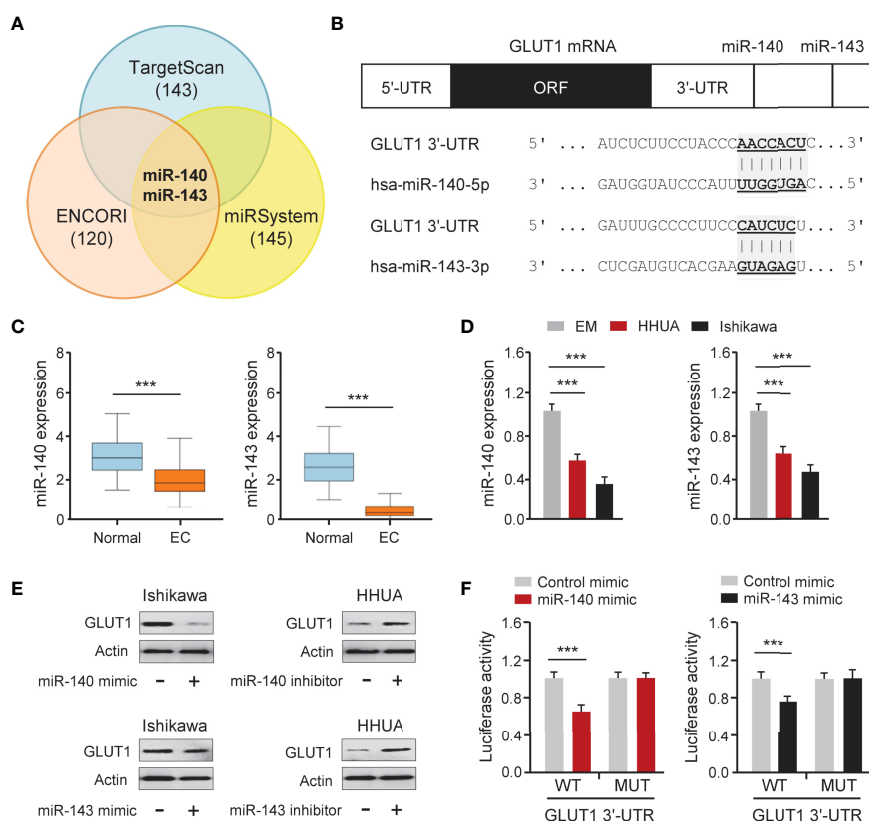 A
TargetScan
(143)
miR-140
miR-143
ENCORI
(120)
miRSystem
(145)
B
GLUT1 mRNA miR-140 miR-143
5'-UTR ORF 3'-UTR
GLUT1 3'-UTR 5' ... AUCUCUUCCUACCCAACCACUC...3'
hsa-miR-140-5p 3' ... GAUGGUAUCCCAUUUUGGUGAC... 5'
GLUT1 3'-UTR 5' ... GAUUUGCCCCUUCCCAUCUCU... 3'
hsa-miR-143-3p 3' ... CUCGAUGUCACGAAGUAGAGU... 5'
C
miR-140 expression
8
6
4
2
0
***
Normal EC
miR-143 expression
8
6
4
2
0
***
Normal EC
D
EM HHUA Ishikawa
miR-140 expression
1.6
1.2
0.8
0.4
0.0
***
***
miR-143 expression
1.6
1.2
0.8
0.4
0.0
***
***
E
Ishikawa
GLUT1
Actin
miR-140 mimic − +
HHUA
GLUT1
Actin
miR-140 inhibitor − +
Ishikawa
GLUT1
Actin
miR-143 mimic − +
HHUA
GLUT1
Actin
miR-143 inhibitor − +
F
Control mimic
miR-140 mimic
Luciferase activity
1.6
1.2
0.8
0.4
0.0
***
WT MUT
GLUT1 3'-UTR
Control mimic
miR-143 mimic
Luciferase activity
1.6
1.2
0.8
0.4
0.0
***
WT MUT
GLUT1 3'-UTR